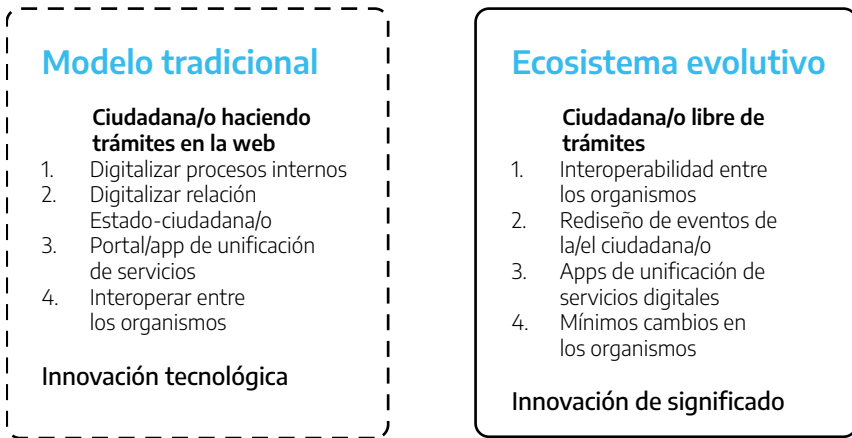 Modelo tradicional
Ciudadana/o haciendo
trámites en la web
1. Digitalizar procesos internos
2. Digitalizar relación
Estado-ciudadana/o
3. Portal/app de unificación
de servicios
4. Interoperar entre
los organismos
Innovación tecnológica
Ecosistema evolutivo
Ciudadana/o libre de
trámites
1. Interoperabilidad entre
los organismos
2. Rediseño de eventos de
la/el ciudadana/o
3. Apps de unificación de
servicios digitales
4. Mínimos cambios en
los organismos
Innovación de significado